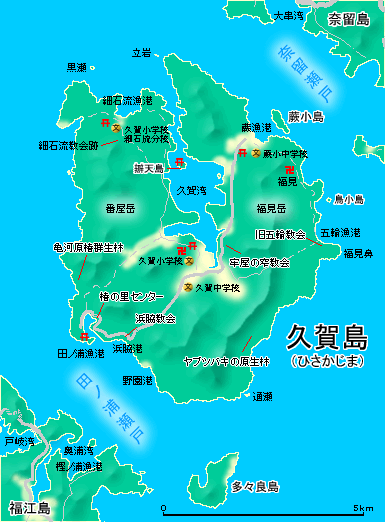 大串湾
奈留島
立岩
奈留瀬戸
黒瀬
細石流漁港
蕨小島
久賀小学校
細石流分校
蕨漁港
細石流教会跡
蕨小中学校
辦天島
福見
久賀湾
鳥小島
番屋岳
福見岳
旧五輪教会
五輪漁港
亀河原椿群生林
福見鼻
久賀小学校
牢屋の窄教会
久賀中学校
椿の里センター
浜脇教会
久賀島
(ひさかじま)
田ノ浦漁港
浜脇港
ヤブツバキの原生林
田ノ浦瀬戸
野園港
通瀬
戸岐湾
奥浦湾
樫ノ浦漁港
多々良島
福江島
0
5km